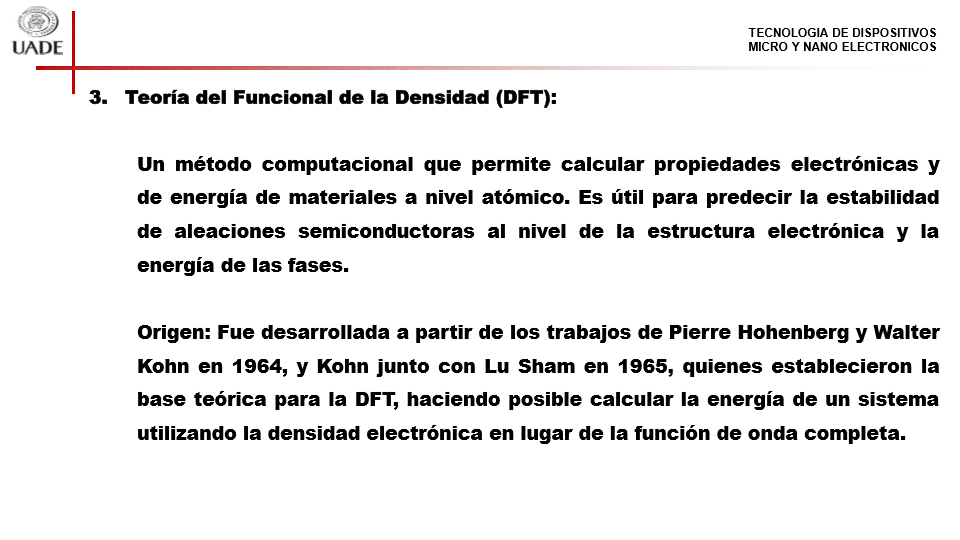 UADE
TECNOLOGIA DE DISPOSITIVOS
MICRO Y NANO ELECTRONICOS
3. Teoría del Funcional de la Densidad (DFT):
Un método computacional que permite calcular propiedades electrónicas y
de energía de materiales a nivel atómico. Es útil para predecir la estabilidad
de aleaciones semiconductoras al nivel de la estructura electrónica y la
energía de las fases.
Origen: Fue desarrollada a partir de los trabajos de Pierre Hohenberg y Walter
Kohn en 1964, y Kohn junto con Lu Sham en 1965, quienes establecieron la
base teórica para la DFT, haciendo posible calcular la energía de un sistema
utilizando la densidad electrónica en lugar de la función de onda completa.